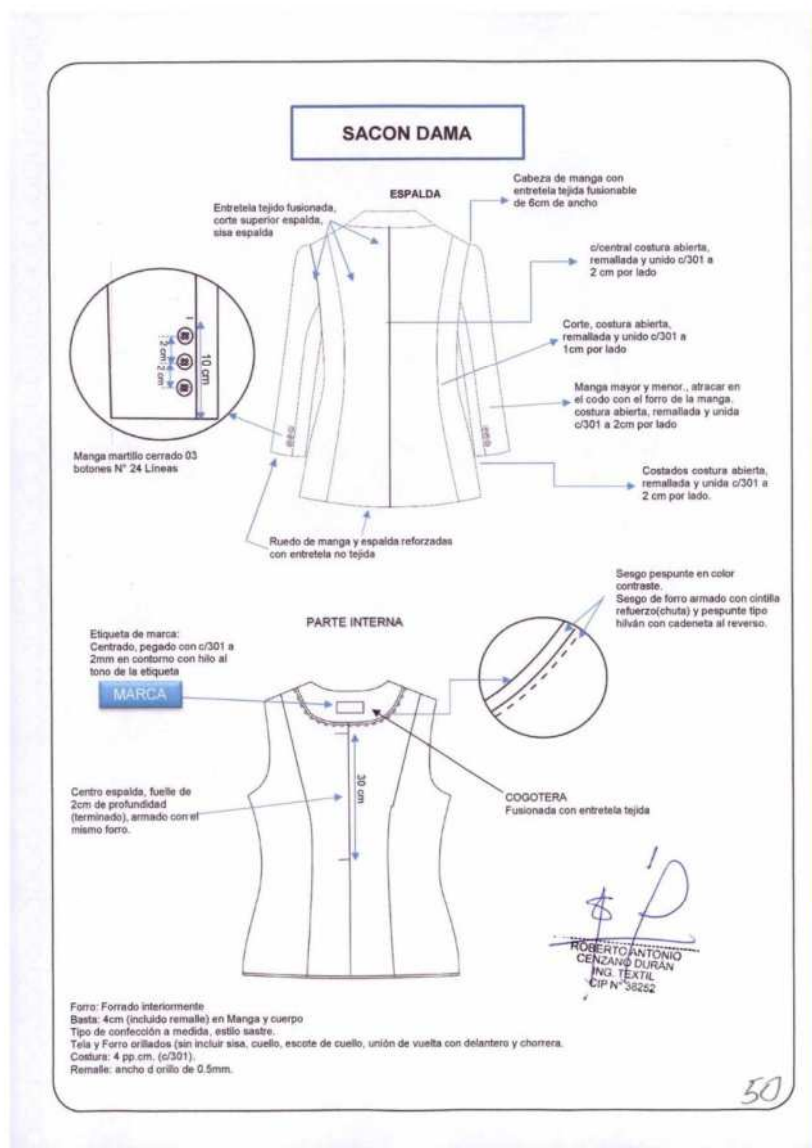 SACON DAMA
ESPALDA
Cabeza de manga con
entretela tejida fusionable
de 6cm de ancho
Entretela tejido fusionada,
corte superior espalda,
sisa espalda
c/central costura abierta,
remallada y unido c/301 a
2 cm por lado
2 cm
2 cm
10 cm
Corte, costura abierta,
remallada y unido c/301 a
1cm por lado
Manga mayor y menor., atracar en
el codo con el forro de la manga.
costura abierta, remallada y unida
c/301 a 2cm por lado
Manga martillo cerrado 03
botones N° 24 Líneas
Costados costura abierta,
remallada y unida c/301 a
2 cm por lado.
Ruedo de manga y espalda reforzadas
con entretela no tejida
Sesgo pespunte en color
contraste.
Sesgo de forro armado con cintilla
refuerzo(chuta) y pespunte tipo
hilván con cadeneta al reverso.
PARTE INTERNA
Etiqueta de marca:
Centrado, pegado con c/301 a
2mm en contorno con hilo al
tono de la etiqueta
MARCA
30 cm
Centro espalda, fuelle de
2cm de profundidad
(terminado), armado con el
mismo forro.
COGOTERA
Fusionada con entretela tejida
ROBERTO ANTONIO
CENZANO DURÁN
ING. TEXTIL
CIP N° 38252
Forro: Forrado interiormente
Basta: 4cm (incluido remalle) en Manga y cuerpo
Tipo de confección a medida, estilo sastre.
Tela y Forro orillados (sin incluir sisa, cuello, escote de cuello, unión de vuelta con delantero y chorrera.
Costura: 4 pp.cm. (c/301).
Remalle: ancho d orillo de 0.5mm.
50